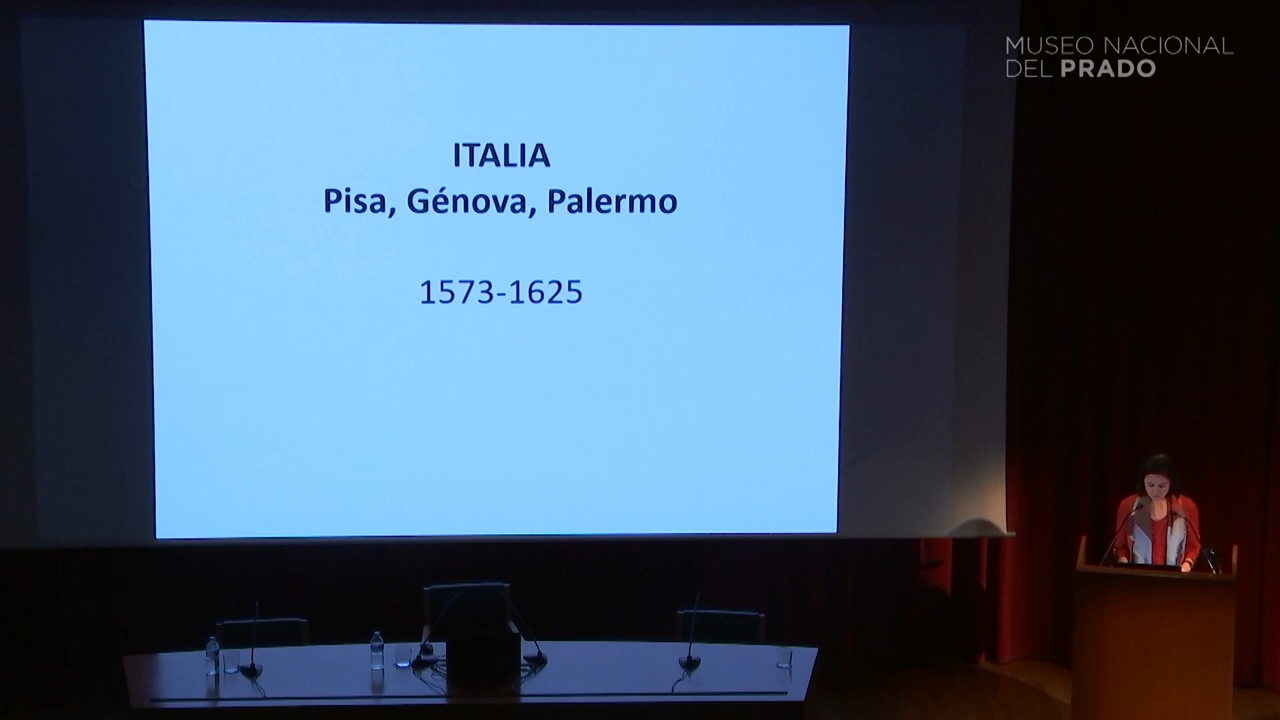 ITALIA
Pisa, Génova, Palermo
1573-1625
MUSEO NACIONAL
DEL PRADO